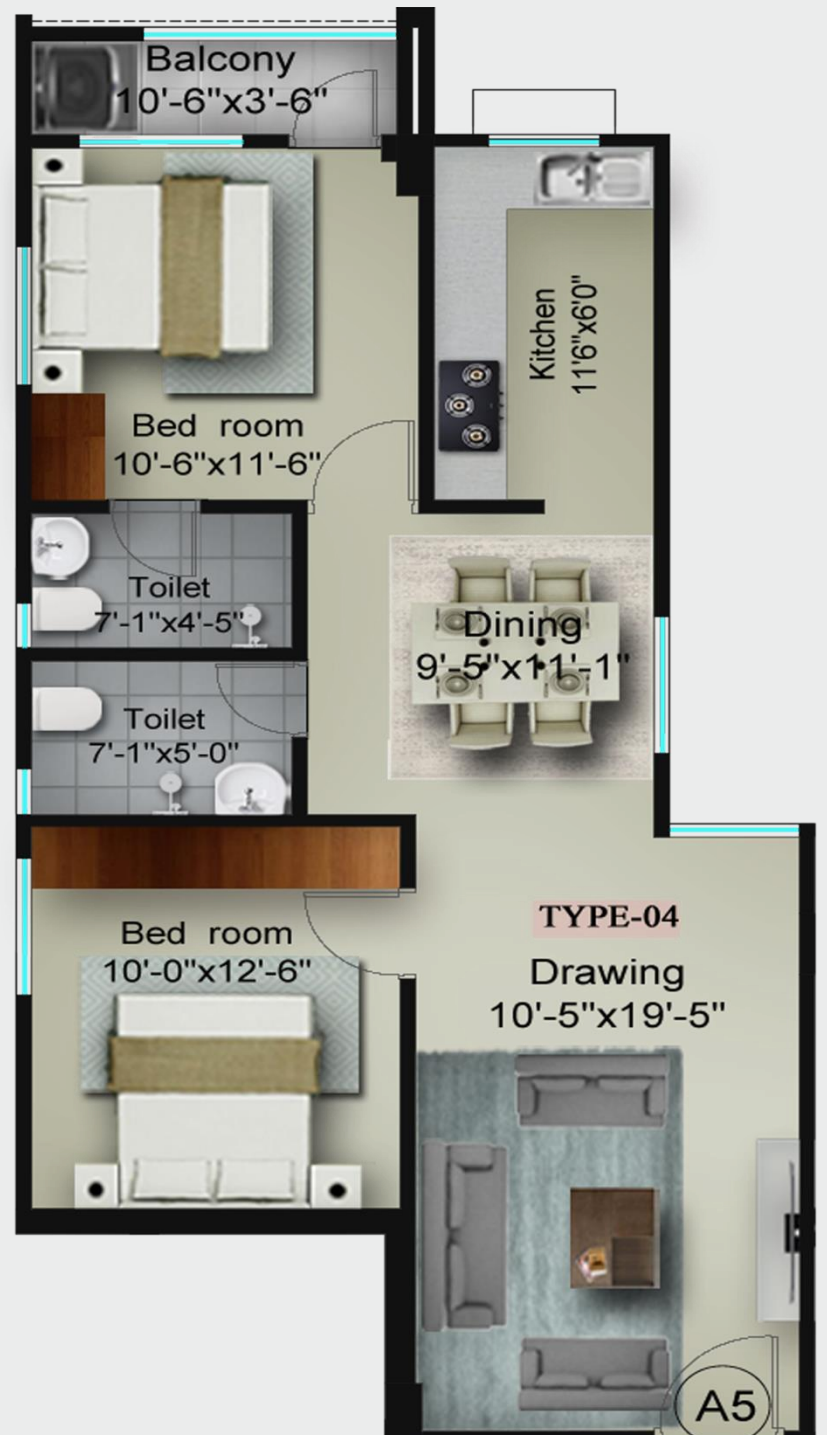 Balcony
10'-6"x3'-6"
Kitchen
11'6"x6'0"
Bed room
10'-6"x11'-6"
Toilet
7'-1"x4'-5"
Dining
9'-5"x11'-1"
Toilet
7'-1"x5'-0"
TYPE-04
Bed room
10'-0"x12'-6"
Drawing
10'-5"x19'-5"
A5